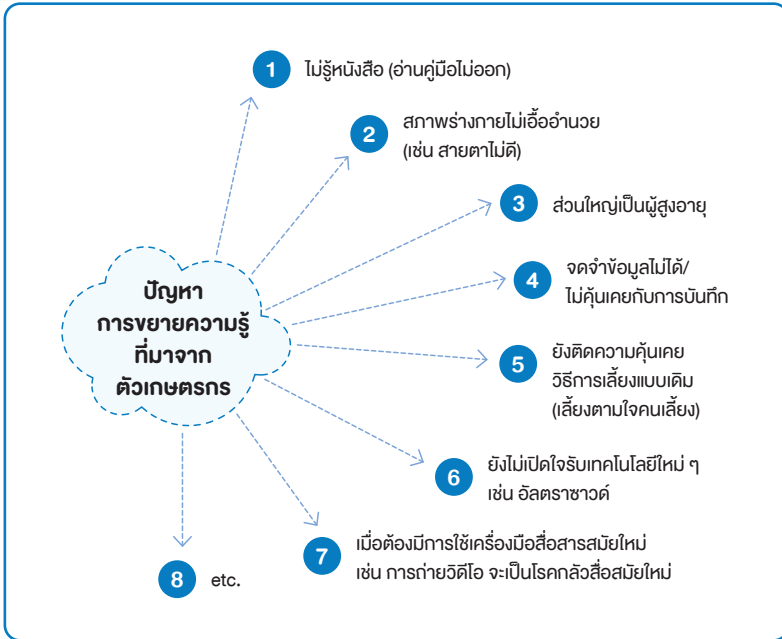 1 ไม่รู้หนังสือ (อ่านคู่มือไม่ออก)
2 สภาพร่างกายไม่เอื้ออำนวย
(เช่น สายตาไม่ดี)
3 ส่วนใหญ่เป็นผู้สูงอายุ
4 จดจำข้อมูลไม่ได้/
ไม่คุ้นเคยกับการบันทึก
ปัญหา
การขยายความรู้
ที่มาจาก
ตัวเกษตรกร
5 ยังติดความคุ้นเคย
วิธีการเลี้ยงแบบเดิม
(เลี้ยงตามใจคนเลี้ยง)
6 ยังไม่เปิดใจรับเทคโนโลยีใหม่ ๆ
เช่น อัลตราซาวด์
7 เมื่อต้องมีการใช้เครื่องมือสื่อสารสมัยใหม่
เช่น การถ่ายวิดีโอ จะเป็นโรคกลัวสื่อสมัยใหม่
8 etc.